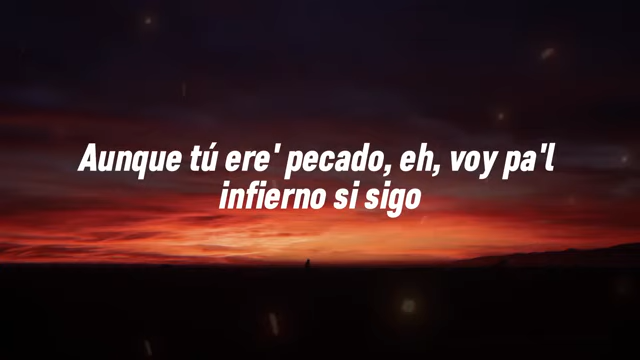 Aunque tú ere' pecado, eh, voy pa'l
infierno si sigo